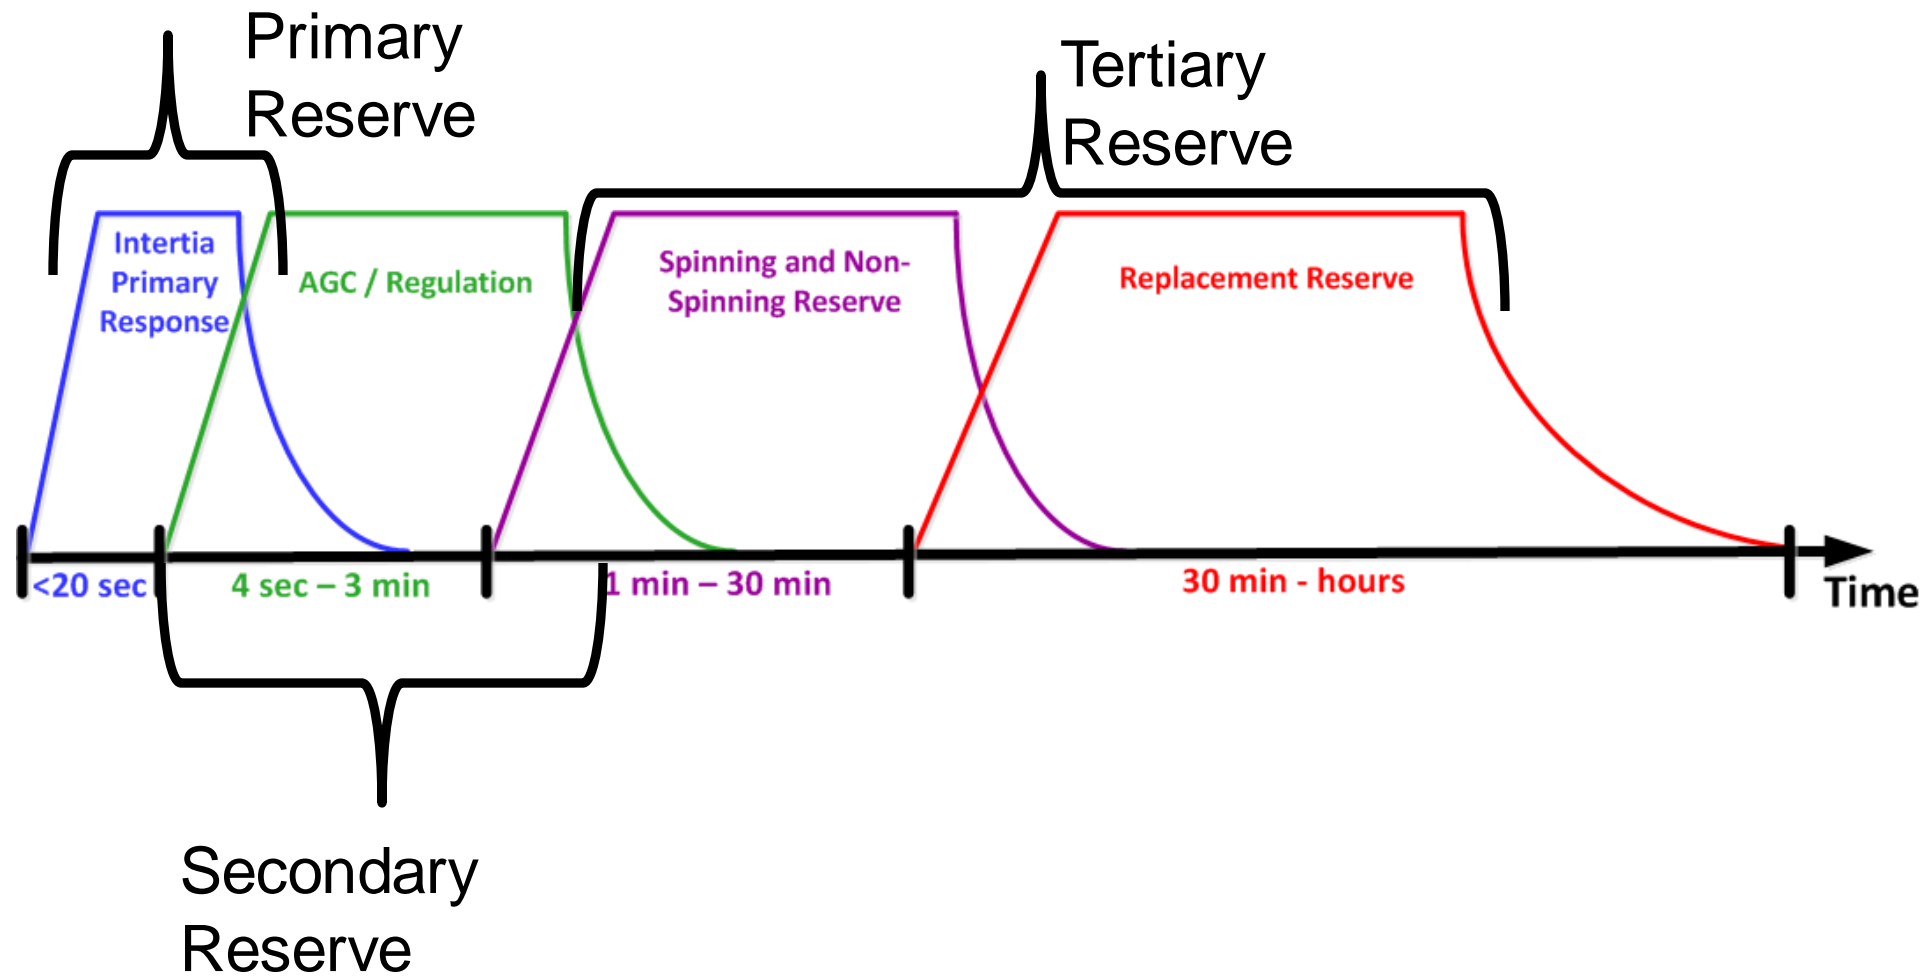 Primary
Reserve
Tertiary
Reserve
Intertia
Primary
Response
AGC / Regulation
Spinning and Non-
Spinning Reserve
Replacement Reserve
<20 sec
4 sec – 3 min
1 min – 30 min
30 min - hours
Time
Secondary
Reserve